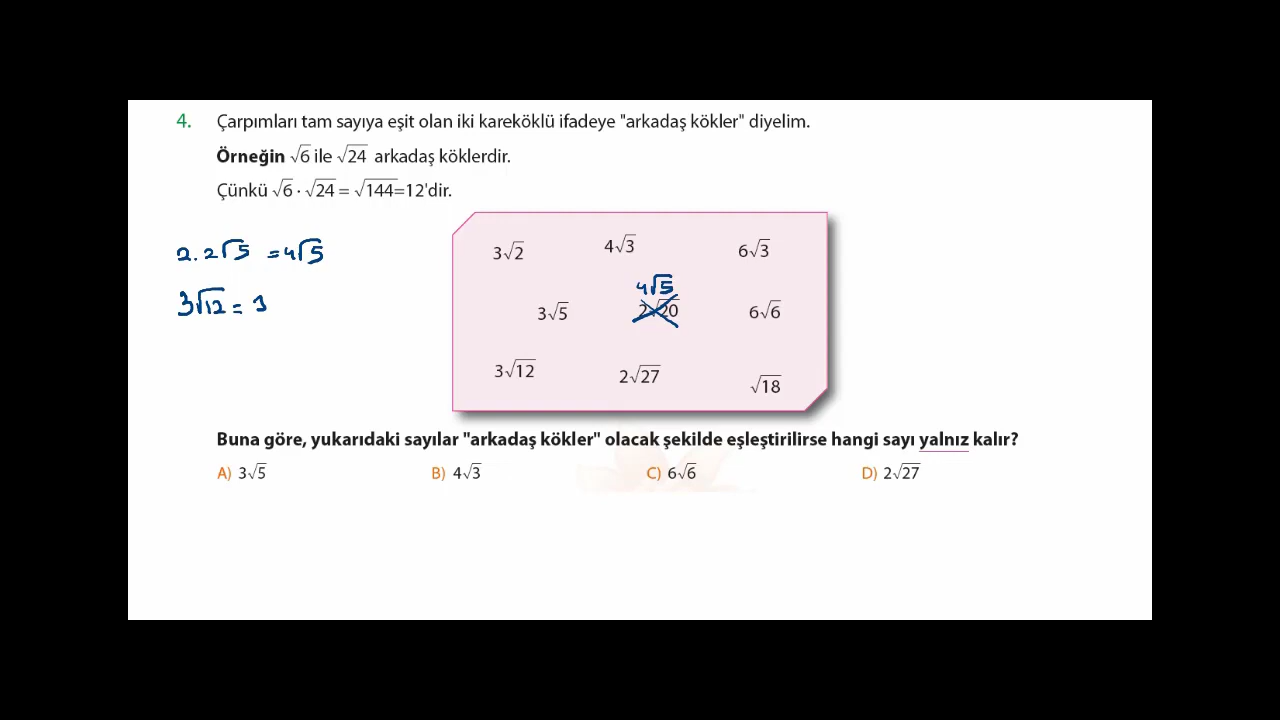 4. Çarpımları tam sayıya eşit olan iki kareköklü ifadeye "arkadaş kökler" diyelim.
Örneğin √6 ile √24 arkadaş köklerdir.
Çünkü √6 · √24 = √144=12'dir.
2.2√5 = 4√5
3√12 = 3
3√2 4√3 6√3
4√5
3√5 2√20 6√6
3√12 2√27 √18
Buna göre, yukarıdaki sayılar "arkadaş kökler" olacak şekilde eşleştirilirse hangi sayı yalnız kalır?
A) 3√5 B) 4√3 C) 6√6 D) 2√27